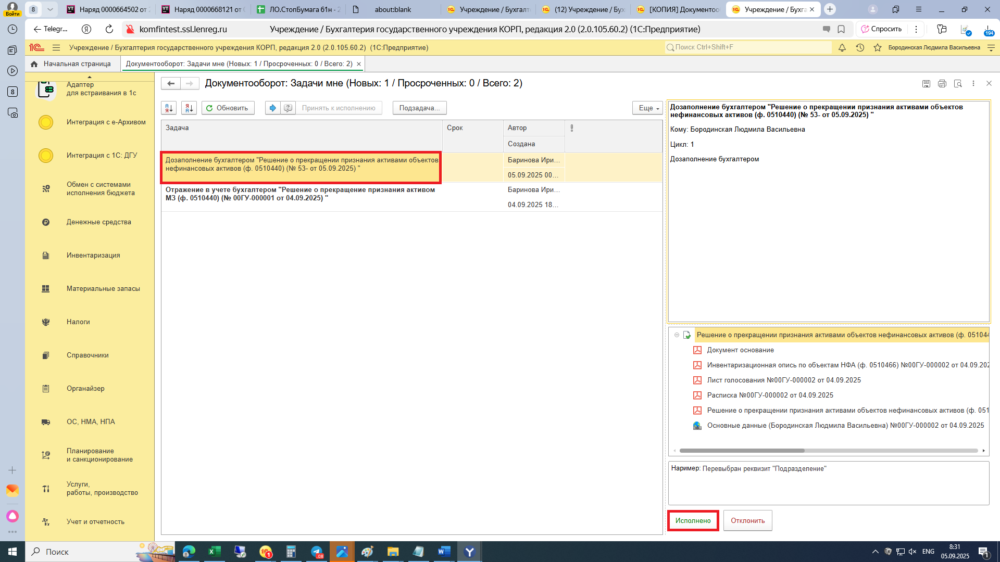 Войти
8
Наряд 0000664502 от 2
Наряд 0000668121 от 0
ЛО.СтопБумага 61н - 2
about:blank
Учреждение / Бухгалт
(12) Учреждение / Бух
[КОПИЯ] Документоо
Учреждение / Бухга
Telegr...
komfintest.ssl.lenreg.ru
Учреждение / Бухгалтерия государственного учреждения КОРП, редакция 2.0 (2.0.105.60.2) (1С:Предприятие)
Спросить
194
Учреждение / Бухгалтерия государственного учреждения КОРП, редакция 2.0 (2.0.105.60.2) (1С:Предприятие)
Поиск Ctrl+Shift+F
Бородинская Людмила Васильевна
Начальная страница
Документооборот: Задачи мне (Новых: 1 / Просроченных: 0 / Всего: 2)
8
Адаптер
для встраивания в 1с
Интеграция с е-Архивом
Интеграция с 1С: ДГУ
Обмен с системами
исполнения бюджета
Денежные средства
Инвентаризация
Материальные запасы
Налоги
Справочники
Органайзер
ОС, НМА, НПА
Планирование
и санкционирование
Услуги,
работы, производство
Учет и отчетность
Документооборот: Задачи мне (Новых: 1 / Просроченных: 0 / Всего: 2)
Обновить
Принять к исполнению
Подзадача...
Еще
Задача
Срок
Автор
Создана
Дозаполнение бухгалтером "Решение о прекращении признания активами объектов
нефинансовых активов (ф. 0510440) (№ 53- от 05.09.2025) "
Баринова Ири...
05.09.2025 00...
Отражение в учете бухгалтером "Решение о прекращение признания активом
МЗ (ф. 0510440) (№ 00ГУ-000001 от 04.09.2025) "
Баринова Ири...
04.09.2025 18...
Дозаполнение бухгалтером "Решение о прекращении признания активами объектов
нефинансовых активов (ф. 0510440) (№ 53- от 05.09.2025) "
Кому: Бородинская Людмила Васильевна
Цикл: 1
Дозаполнение бухгалтером
Решение о прекращении признания активами объектов нефинансовых активов (ф. 051044
Документ основание
Инвентаризационная опись по объектам НФА (ф. 0510466) №00ГУ-000002 от 04.09.202
Лист голосования №00ГУ-000002 от 04.09.2025
Расписка №00ГУ-000002 от 04.09.2025
Решение о прекращении признания активами объектов нефинансовых активов (ф. 051
Основные данные (Бородинская Людмила Васильевна) №00ГУ-000002 от 04.09.2025
Наример: Перевыбран реквизит "Подразделение"
Исполнено
Отклонить
Поиск
1
.08
ENG
8:31
05.09.2025
1